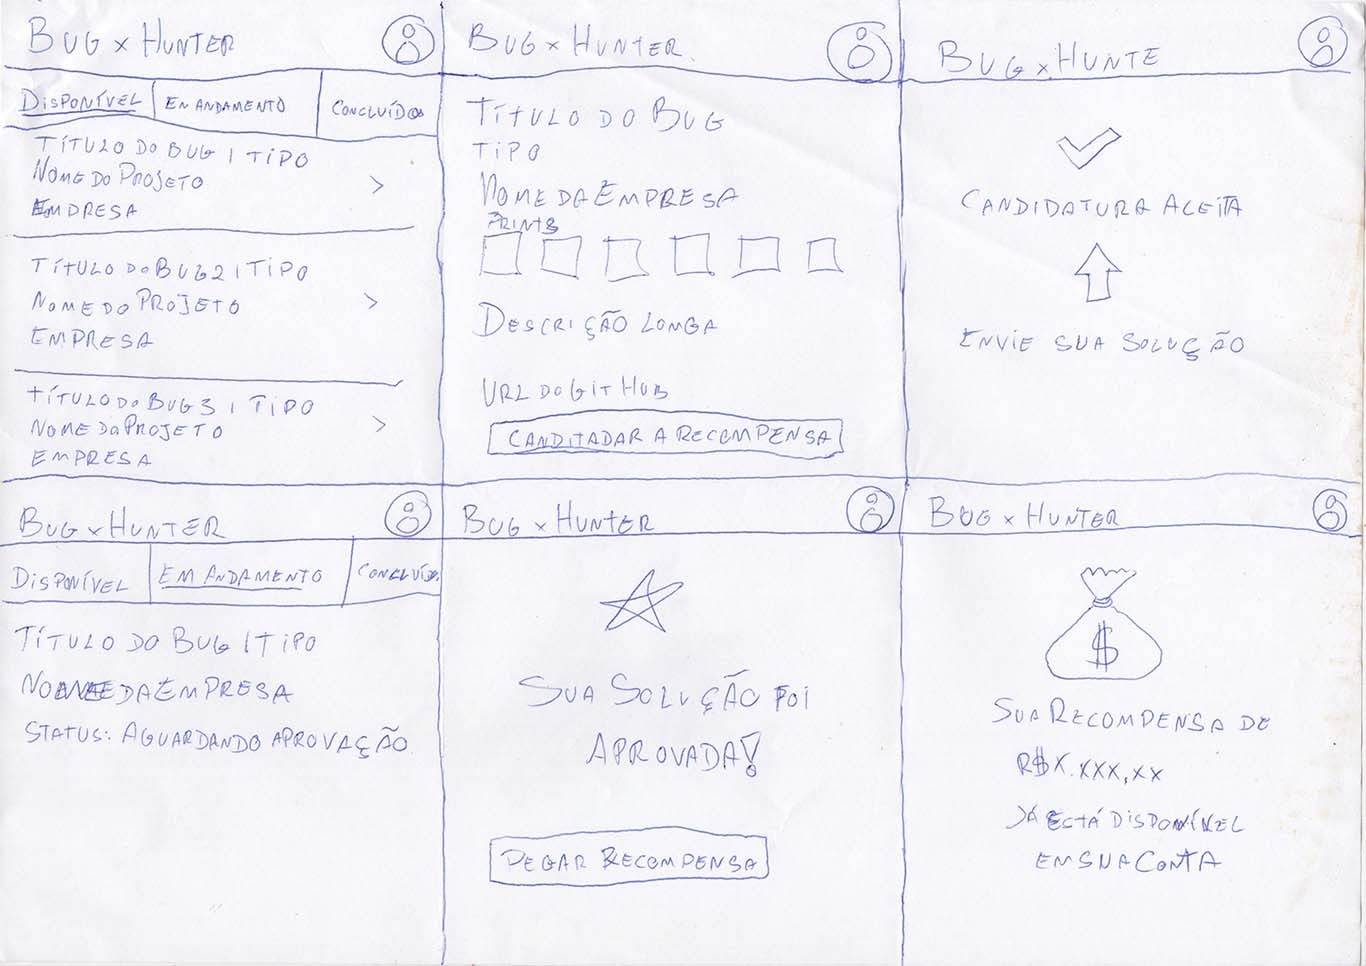 BUG x HUNTER
DISPONÍVEL
EN ANDAMENTO
CONCLUÍDOS
TÍTULO DO BUG 1 TIPO
NOME DO PROJETO
>
EMPRESA
TÍTULO DO BUG 2 | TIPO
NOME DO PROJETO
>
EMPRESA
TÍTULO DO BUG 3 | TIPO
NOME DO PROJETO
>
EMPRESA
BUG x HUNTER
TÍTULO DO BUG
TIPO
NOME DA EMPRESA
PRINTS
DESCRIÇÃO LONGA
URL DO GITHUB
CANDITADAR A RECOMPENSA
BUG x HUNTE
CANDIDATURA ACEITA
ENVIE SUA SOLUÇÃO
BUG x HUNTER
DISPONÍVEL
EM ANDAMENTO
CONCLUÍD.
TÍTULO DO BUG | TIPO
NOME DA EMPRESA
STATUS: AGUARDANDO APROVAÇÃO
BUG x HUNTER
SUA SOLUÇÃO FOI
APROVADA!
PEGAR RECOMPENSA
BUG x HUNTER
$
SUA RECOMPENSA DE
R$X.XXX,XX
JÁ ESTÁ DISPONÍVEL
EM SUA CONTA